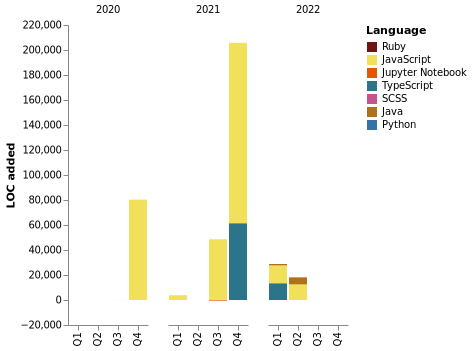 2020 2021 2022
220,000
200,000
180,000
160,000
140,000
120,000
100,000
80,000
60,000
40,000
20,000
0
−20,000
LOC added
Q1 Q2 Q3 Q4 Q1 Q2 Q3 Q4 Q1 Q2 Q3 Q4
Language
Ruby
JavaScript
Jupyter Notebook
TypeScript
SCSS
Java
Python